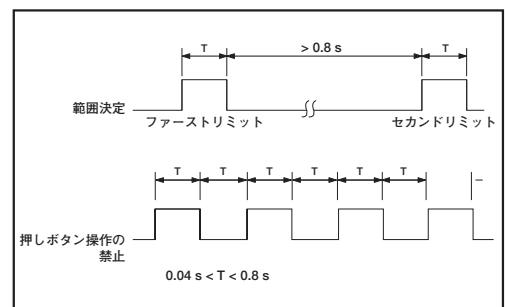 T > 0.8 s T
範囲決定
ファーストリミット セカンドリミット
T T T T T T
押しボタン操作の
禁止
0.04 s < T < 0.8 s